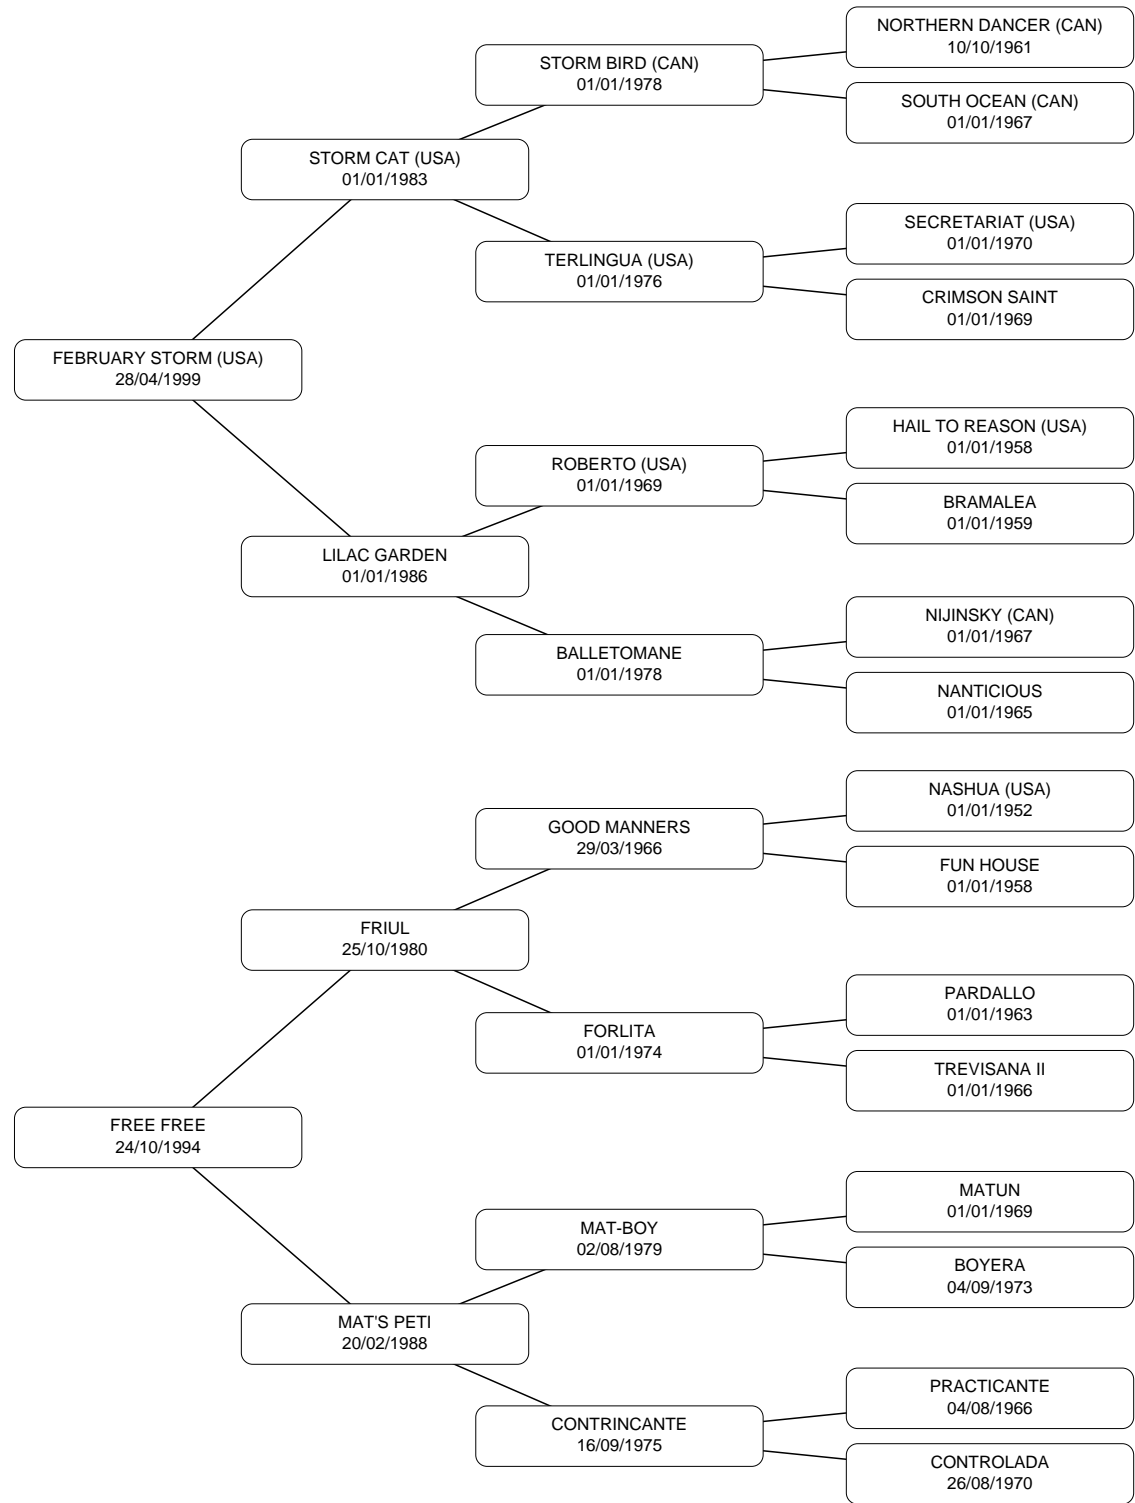 NORTHERN DANCER (CAN)
10/10/1961
STORM BIRD (CAN)
01/01/1978
SOUTH OCEAN (CAN)
01/01/1967
STORM CAT (USA)
01/01/1983
SECRETARIAT (USA)
01/01/1970
TERLINGUA (USA)
01/01/1976
CRIMSON SAINT
01/01/1969
FEBRUARY STORM (USA)
28/04/1999
HAIL TO REASON (USA)
01/01/1958
ROBERTO (USA)
01/01/1969
BRAMALEA
01/01/1959
LILAC GARDEN
01/01/1986
NIJINSKY (CAN)
01/01/1967
BALLETOMANE
01/01/1978
NANTICIOUS
01/01/1965
NASHUA (USA)
01/01/1952
GOOD MANNERS
29/03/1966
FUN HOUSE
01/01/1958
FRIUL
25/10/1980
PARDALLO
01/01/1963
FORLITA
01/01/1974
TREVISANA II
01/01/1966
FREE FREE
24/10/1994
MATUN
01/01/1969
MAT-BOY
02/08/1979
BOYERA
04/09/1973
MAT'S PETI
20/02/1988
PRACTICANTE
04/08/1966
CONTRINCANTE
16/09/1975
CONTROLADA
26/08/1970